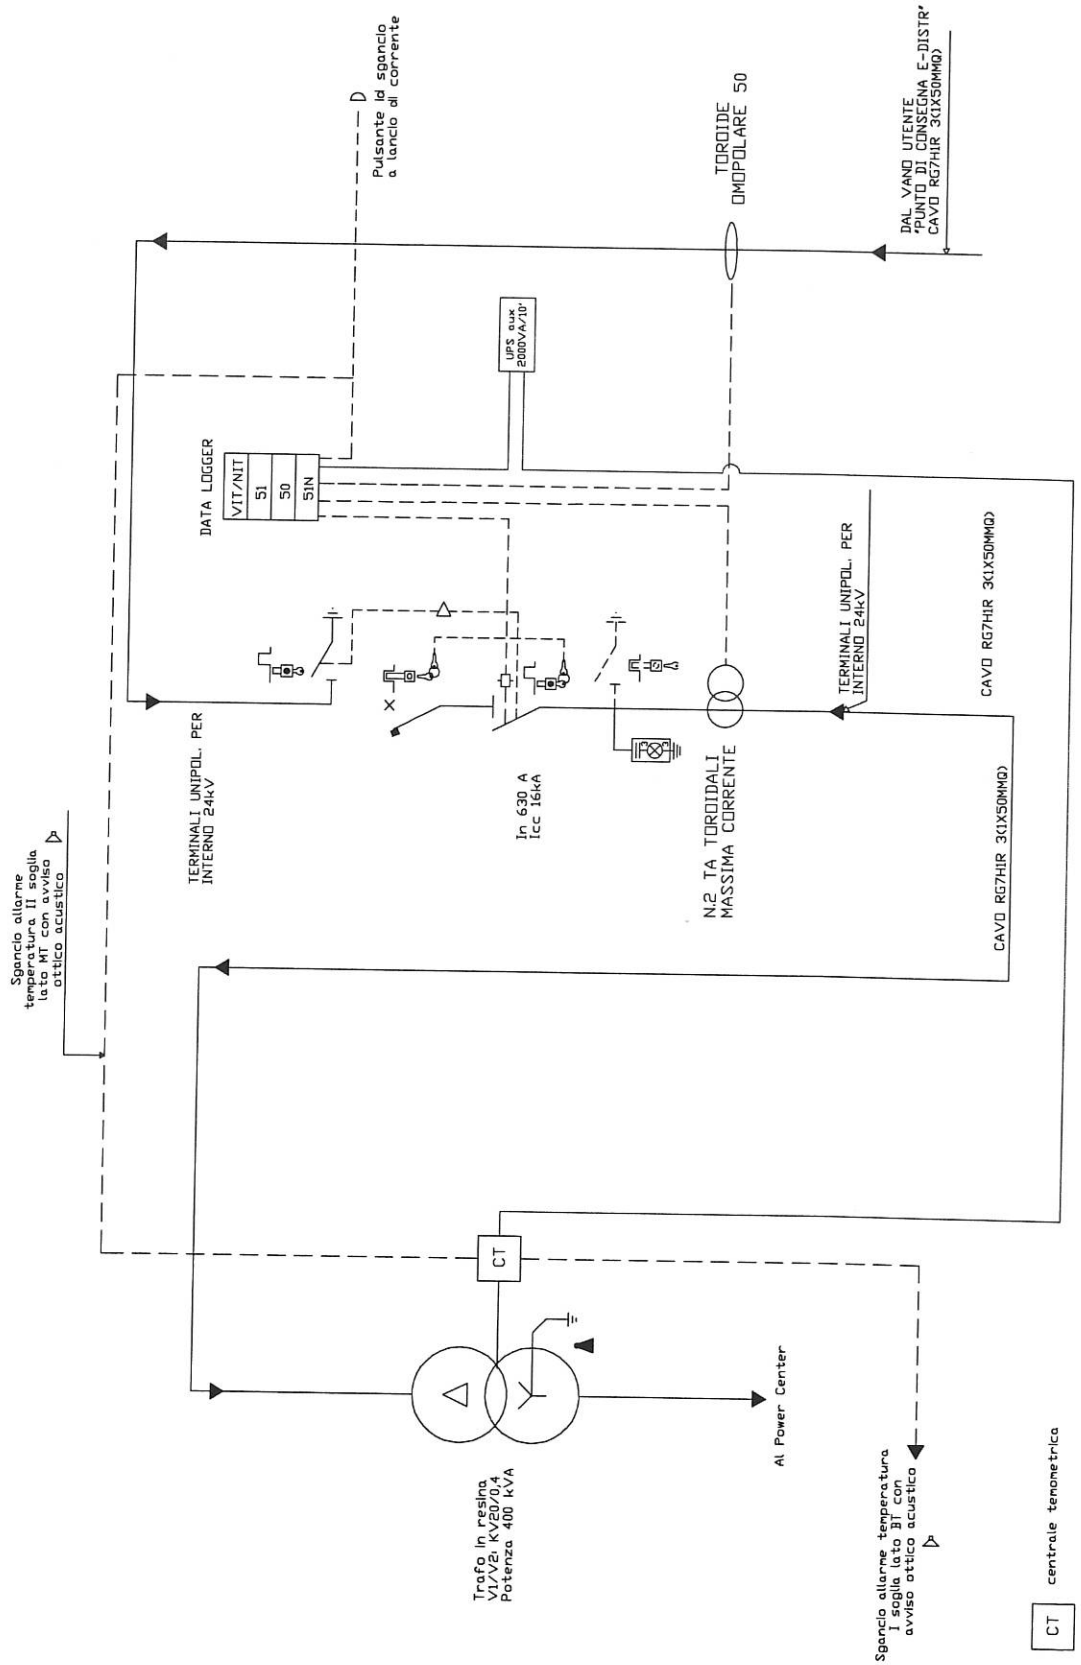 Sgancio allarme
temperatura II soglia
lato MT con avviso
ottico acustico
Pulsante id sgancio
a lancio di corrente
DATA LOGGER
VIT/NIT
51
50
51N
UPS aux
2000VA/10'
TOROIDE
OMOPOLARE 50
DAL VANO UTENTE
"PUNTO DI CONSEGNA E-DISTR"
CAVO RG7H1R 3(1X50MMQ)
TERMINALI UNIPOL. PER
INTERNO 24kV
X
In 630 A
Icc 16kA
N.2 TA TOROIDALI
MASSIMA CORRENTE
TERMINALI UNIPOL. PER
INTERNO 24kV
CAVO RG7H1R 3(1X50MMQ)
CAVO RG7H1R 3(1X50MMQ)
CT
Trafo in resina
V1/V2: KV20/0,4
Potenza 400 kVA
Al Power Center
Sgancio allarme temperatura
I soglia lato BT con
avviso ottico acustico
CT
centrale temometrica